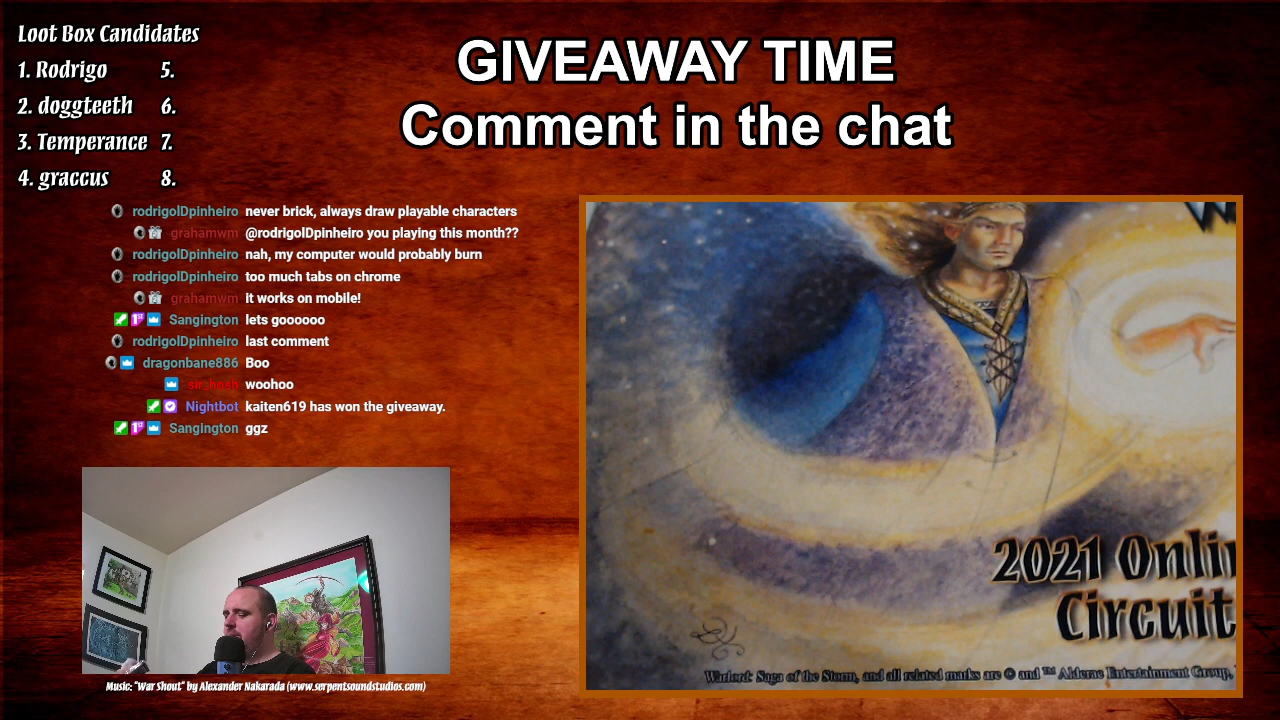 Loot Box Candidates
1. Rodrigo 5.
2. doggteeth 6.
3. Temperance 7.
4. graccus 8.
GIVEAWAY TIME
Comment in the chat
rodrigolDpinheiro never brick, always draw playable characters
grahamwm @rodrigolDpinheiro you playing this month??
rodrigolDpinheiro nah, my computer would probably burn
rodrigolDpinheiro too much tabs on chrome
grahamwm it works on mobile!
Sangington lets goooooo
rodrigolDpinheiro last comment
dragonbane886 Boo
sir_hosh woohoo
Nightbot kaiten619 has won the giveaway.
Sangington ggz
Music: "War Shout" by Alexander Nakarada (www.serpentsoundstudios.com)
2021 Onlin
Circuit
Warlord: Saga of the Storm, and all related marks are © and ™ Alderac Entertainment Group,